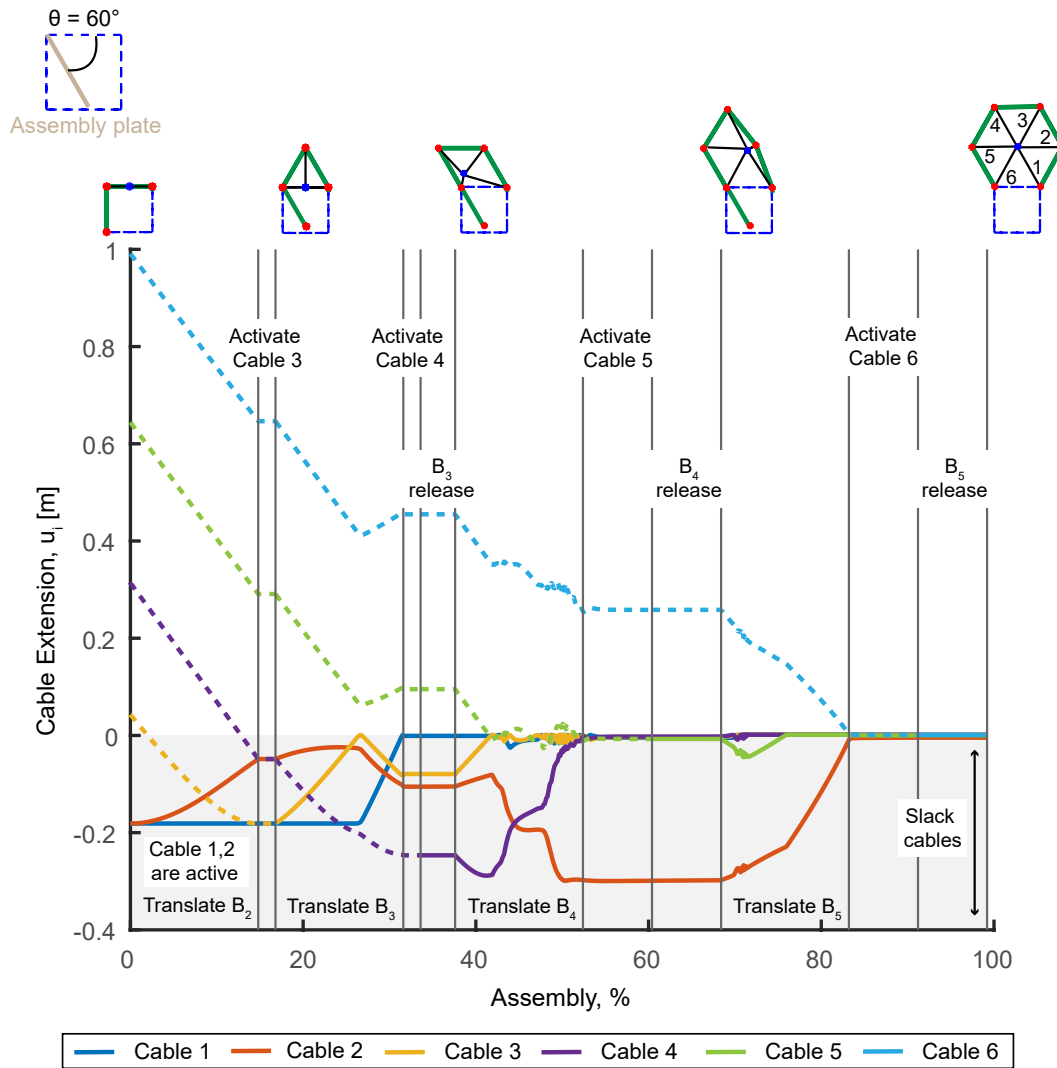 θ = 60°
Assembly plate
4
3
2
5
1
6
1
0.8
0.6
0.4
0.2
0
-0.2
-0.4
Cable Extension, u_i [m]
Activate
Cable 3
Activate
Cable 4
Activate
Cable 5
Activate
Cable 6
B_3
release
B_4
release
B_5
release
Slack
cables
Cable 1,2
are active
Translate B_2
Translate B_3
Translate B_4
Translate B_5
0
20
40
60
80
100
Assembly, %
Cable 1
Cable 2
Cable 3
Cable 4
Cable 5
Cable 6